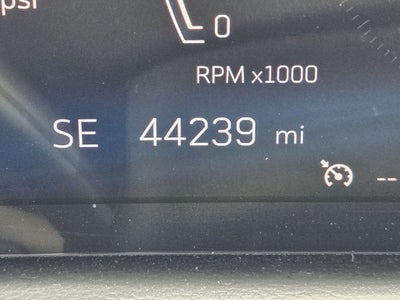 psi
0
RPM x1000
SE 44239 mi
--